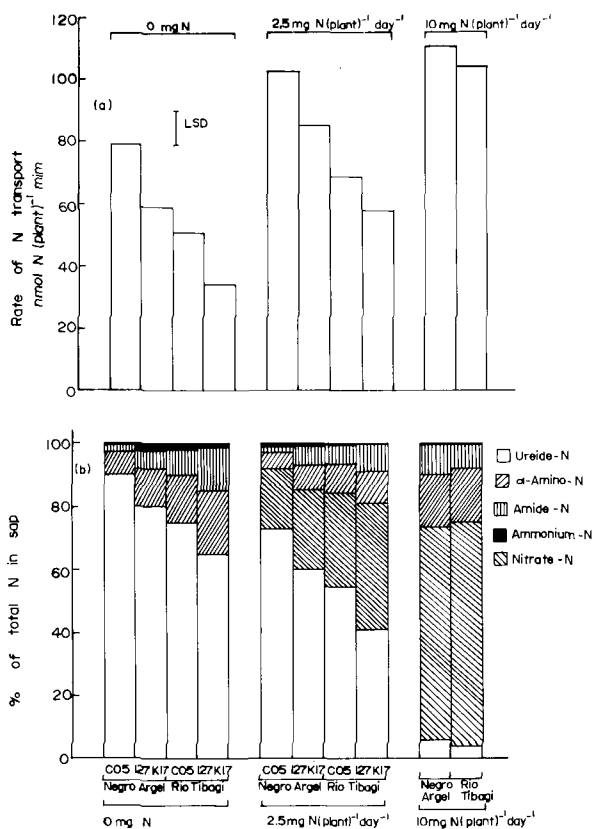 0 mg N
2.5 mg N (plant)⁻¹ day⁻¹
10 mg N (plant)⁻¹ day⁻¹
120
100
80
60
40
20
0
(a)
LSD
Rate of N transport
nmol N (plant)⁻¹ mim
100
80
60
40
20
0
(b)
% of total N in sap
Ureide-N
α-Amino-N
Amide-N
Ammonium-N
Nitrate-N
C05 127K17 C05 127K17
Negro Argel Rio Tibagi
0 mg N
C05 127K17 C05 127K17
Negro Argel Rio Tibagi
2.5 mg N (plant)⁻¹ day⁻¹
Negro Argel
Rio Tibagi
10 mg N (plant)⁻¹ day⁻¹